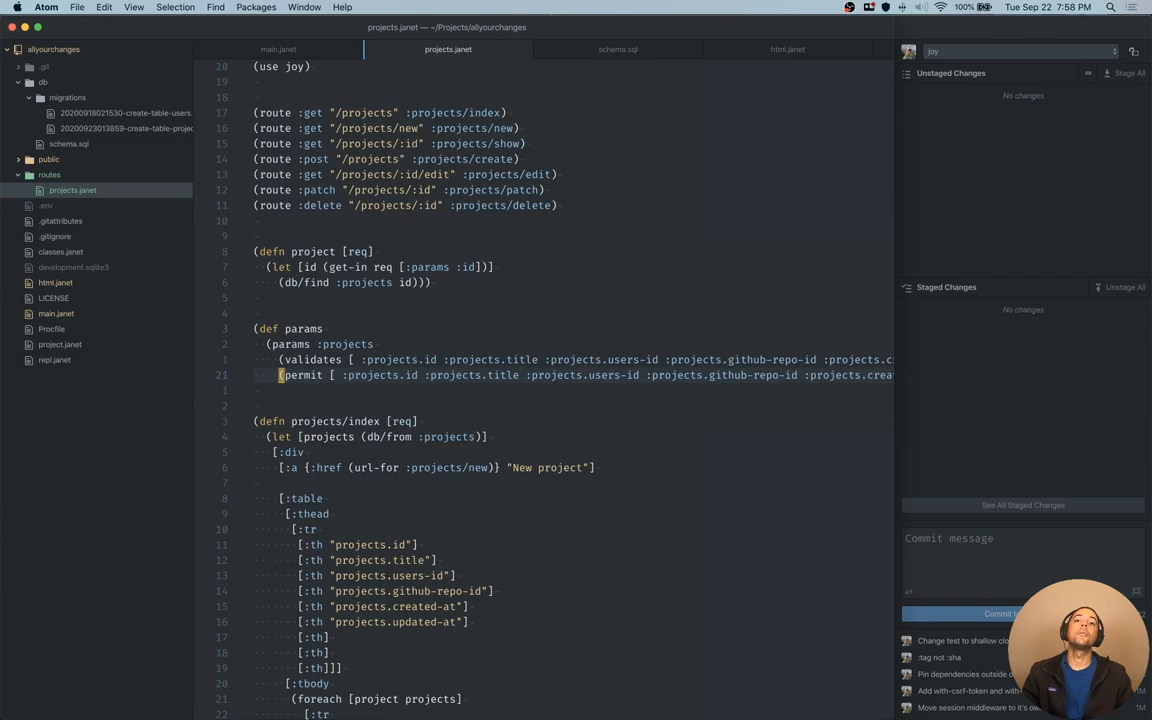 Atom File Edit View Selection Find Packages Window Help 100% Tue Sep 22 7:58 PM
projects.janet — ~/Projects/allyourchanges
allyourchanges
.git
db
migrations
20200918021530-create-table-users.
20200923013859-create-table-projec
schema.sql
public
routes
projects.janet
.env
.gitattributes
.gitignore
classes.janet
development.sqlite3
html.janet
LICENSE
main.janet
Procfile
project.janet
repl.janet
main.janet projects.janet schema.sql html.janet
20 (use joy)
19
18
17 (route :get "/projects" :projects/index)
16 (route :get "/projects/new" :projects/new)
15 (route :get "/projects/:id" :projects/show)
14 (route :post "/projects" :projects/create)
13 (route :get "/projects/:id/edit" :projects/edit)
12 (route :patch "/projects/:id" :projects/patch)
11 (route :delete "/projects/:id" :projects/delete)
10
9
8 (defn project [req]
7 (let [id (get-in req [:params :id])]
6 (db/find :projects id)))
5
4
3 (def params
2 (params :projects
1 (validates [ :projects.id :projects.title :projects.users-id :projects.github-repo-id :projects.c
21 (permit [ :projects.id :projects.title :projects.users-id :projects.github-repo-id :projects.crea
1
2
3 (defn projects/index [req]
4 (let [projects (db/from :projects)]
5 [:div
6 [:a {:href (url-for :projects/new)} "New project"]
7
8 [:table
9 [:thead
10 [:tr
11 [:th "projects.id"]
12 [:th "projects.title"]
13 [:th "projects.users-id"]
14 [:th "projects.github-repo-id"]
15 [:th "projects.created-at"]
16 [:th "projects.updated-at"]
17 [:th]
18 [:th]
19 [:th]]]
20 [:tbody
21 (foreach [project projects]
22 [:tr
joy
Unstaged Changes Stage All
No changes
Staged Changes Unstage All
No changes
See All Staged Changes
Commit message
Commit
Change test to shallow clo
:tag not :sha
Pin dependencies outside
Add with-csrf-token and with- 1M
Move session middleware to it's 1M